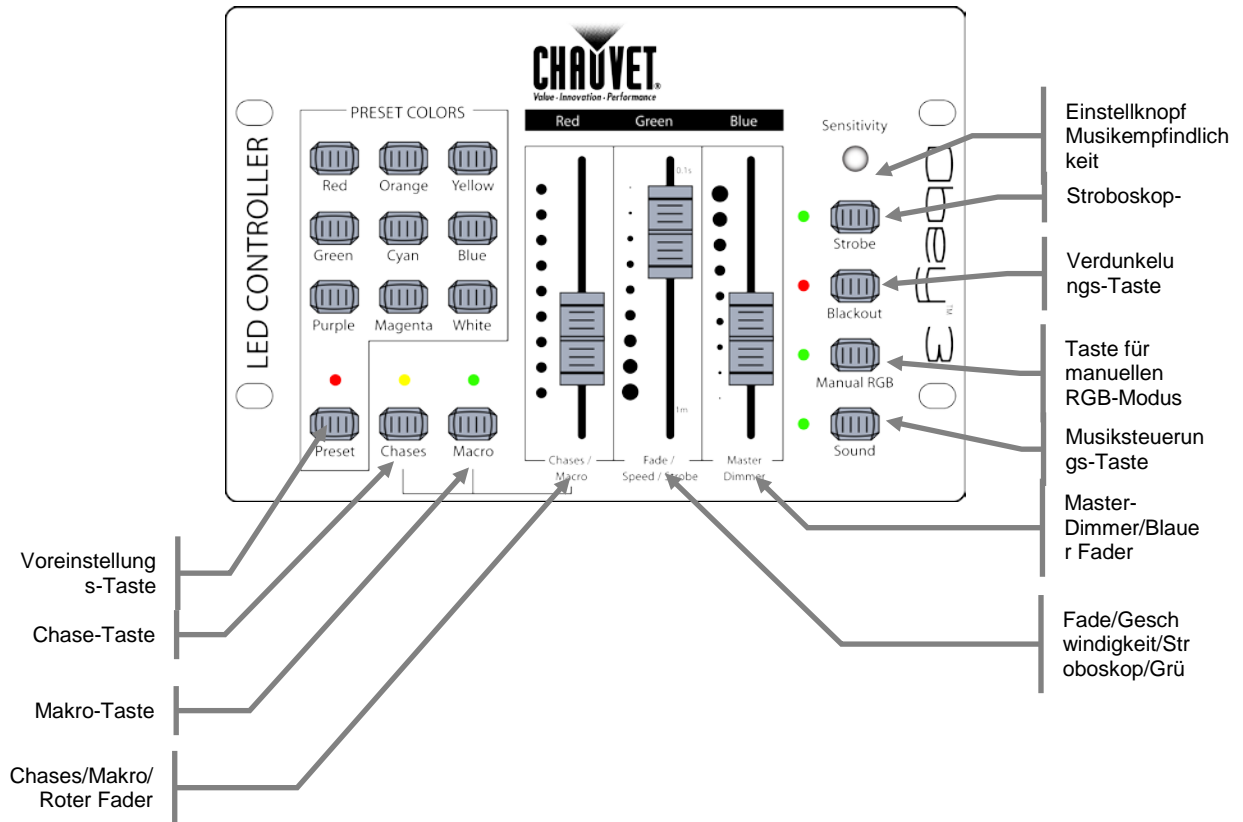 CHAUVET®
Value - Innovation - Performance
LED CONTROLLER
PRESET COLORS
Red
Orange
Yellow
Green
Cyan
Blue
Purple
Magenta
White
Preset
Chases
Macro
Red Green Blue
0,1s
1m
Chases /
Macro
Fade /
Speed / Strobe
Master
Dimmer
Sensitivity
Strobe
Blackout
Manual RGB
Sound
Obey™ 3
Einstellknopf
Musikempfindlich
keit
Stroboskop-
Verdunkelu
ngs-Taste
Taste für
manuellen
RGB-Modus
Musiksteuerun
gs-Taste
Master-
Dimmer/Blaue
r Fader
Fade/Gesch
windigkeit/Str
oboskop/Grü
Voreinstellung
s-Taste
Chase-Taste
Makro-Taste
Chases/Makro/
Roter Fader